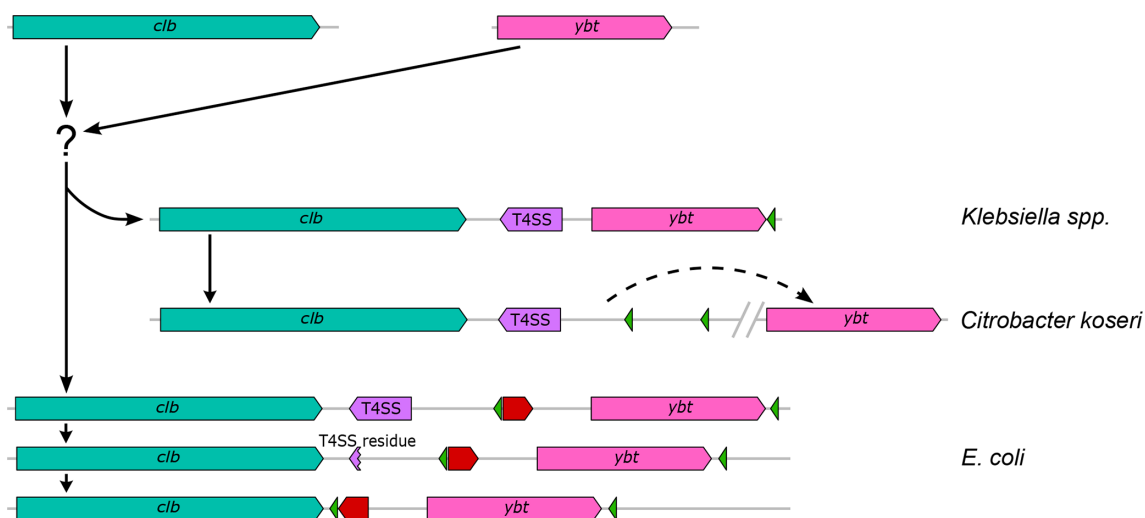 clb
ybt
?
clb
T4SS
ybt
Klebsiella spp.
clb
T4SS
ybt
Citrobacter koseri
clb
T4SS
ybt
T4SS residue
clb
ybt
E. coli
clb
ybt